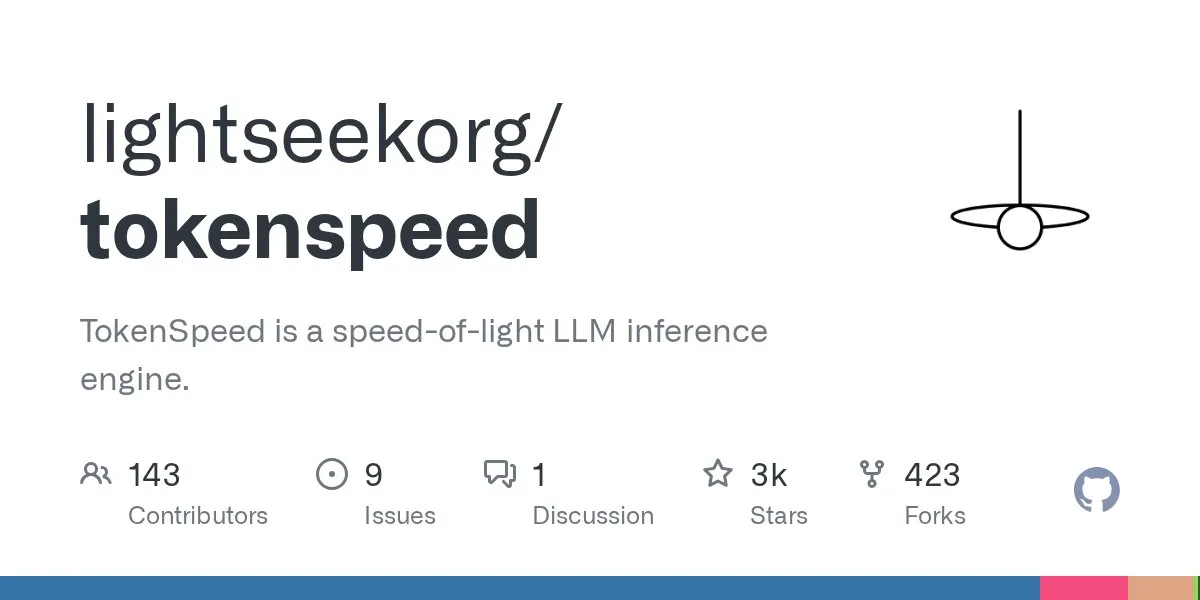 lightseekorg/
tokenspeed
TokenSpeed is a speed-of-light LLM inference
engine.
143
Contributors
9
Issues
1
Discussion
3k
Stars
423
Forks